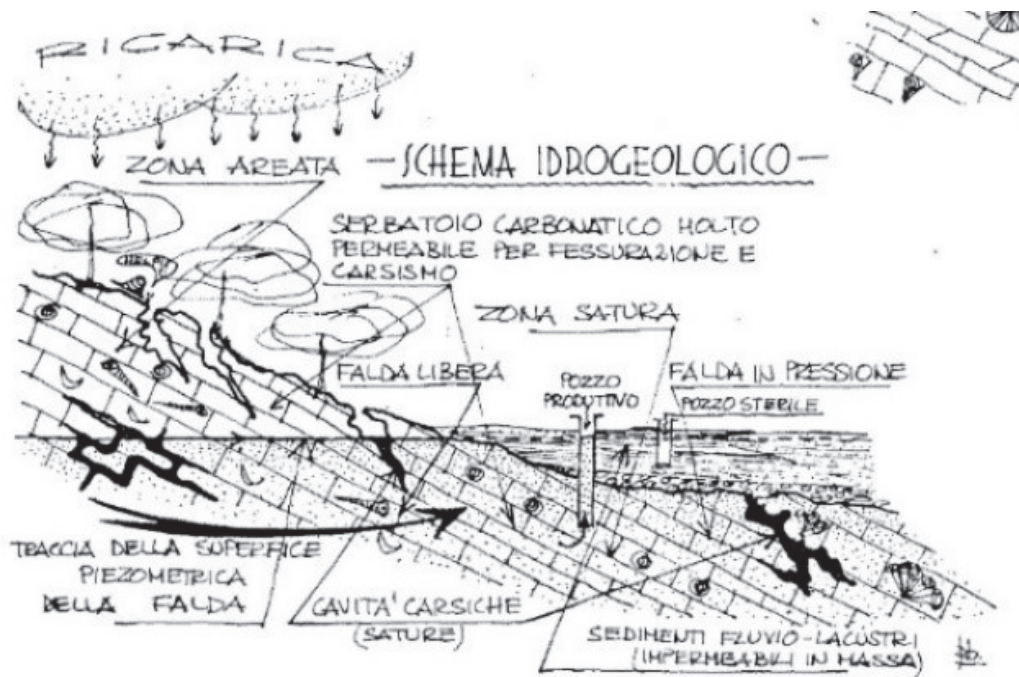 RICARICA
ZONA AREATA
—SCHEMA IDROGEOLOGICO—
SERBATOIO CARBONATICO MOLTO
PERMEABILE PER FESSURAZIONE E
CARSISMO
ZONA SATURA
FALDA LIBERA
POZZO
PRODUTTIVO
FALDA IN PRESSIONE
POZZO STERILE
TRACCIA DELLA SUPERFICE
PIEZOMETRICA
DELLA FALDA
CAVITA' CARSICHE
(SATURE)
SEDIMENTI FLUVIO-LACUSTRI
(IMPERMEABILI IN MASSA)